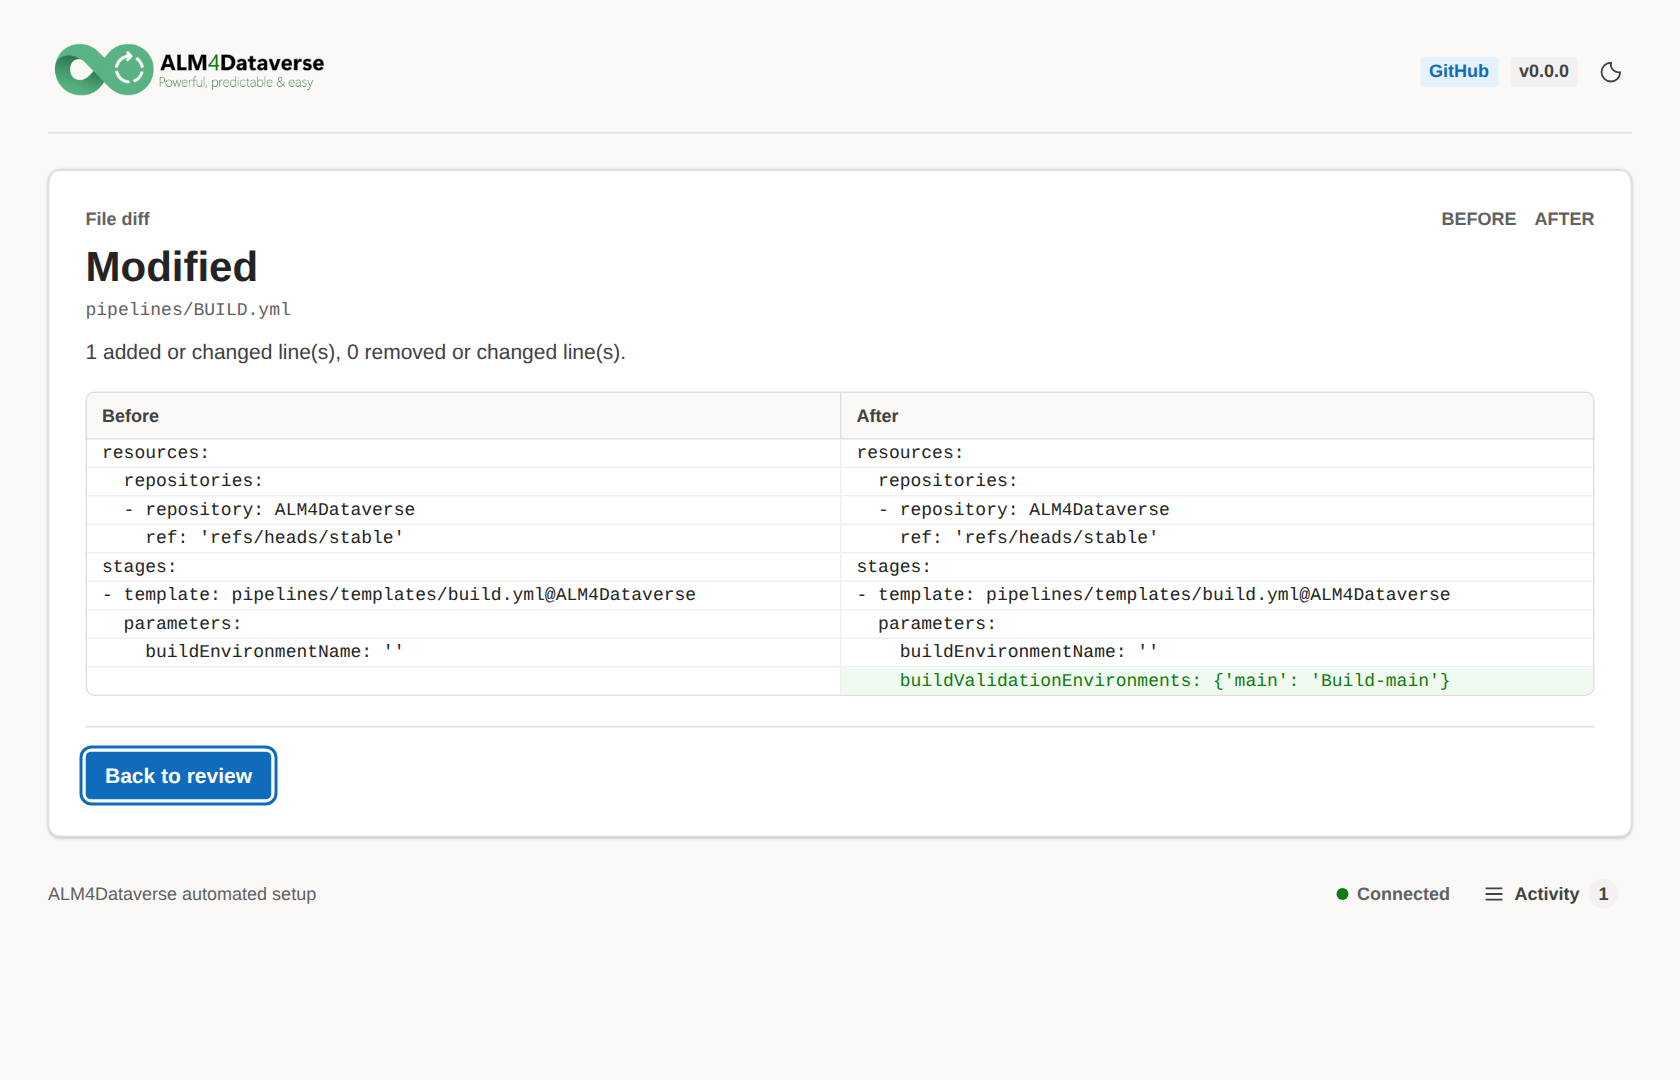 ALM4Dataverse
Powerful, predictable & easy
GitHub
v0.0.0
File diff
BEFORE AFTER
Modified
pipelines/BUILD.yml
1 added or changed line(s), 0 removed or changed line(s).
Before
After
resources:
resources:
  repositories:
  repositories:
  - repository: ALM4Dataverse
  - repository: ALM4Dataverse
    ref: 'refs/heads/stable'
    ref: 'refs/heads/stable'
stages:
stages:
- template: pipelines/templates/build.yml@ALM4Dataverse
- template: pipelines/templates/build.yml@ALM4Dataverse
  parameters:
  parameters:
    buildEnvironmentName: ''
    buildEnvironmentName: ''
    buildValidationEnvironments: {'main': 'Build-main'}
Back to review
ALM4Dataverse automated setup
Connected
Activity 1